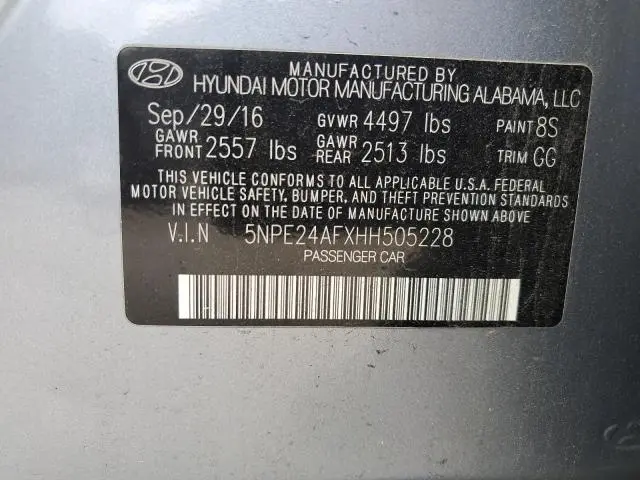 MANUFACTURED BY
HYUNDAI MOTOR MANUFACTURING ALABAMA, LLC
Sep/29/16 GVWR 4497 lbs PAINT 8S
GAWR FRONT 2557 lbs GAWR REAR 2513 lbs TRIM GG
THIS VEHICLE CONFORMS TO ALL APPLICABLE U.S.A. FEDERAL
MOTOR VEHICLE SAFETY, BUMPER, AND THEFT PREVENTION STANDARDS
IN EFFECT ON THE DATE OF MANUFACTURE SHOWN ABOVE
V.I.N 5NPE24AFXHH505228
PASSENGER CAR